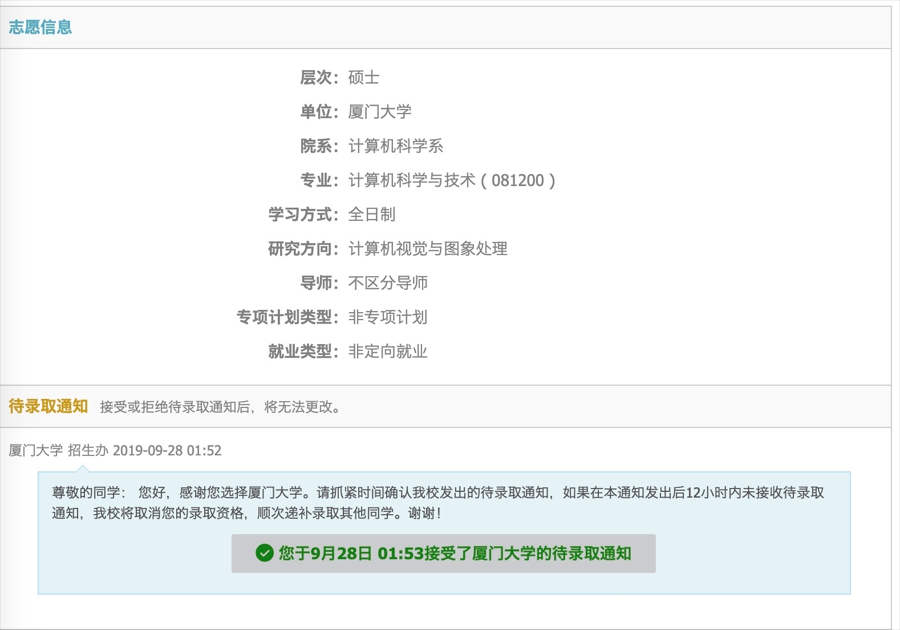 志愿信息
层次：硕士
单位：厦门大学
院系：计算机科学系
专业：计算机科学与技术 ( 081200 )
学习方式：全日制
研究方向：计算机视觉与图象处理
导师：不区分导师
专项计划类型：非专项计划
就业类型：非定向就业
待录取通知 接受或拒绝待录取通知后，将无法更改。
厦门大学 招生办 2019-09-28 01:52
尊敬的同学： 您好，感谢您选择厦门大学。请抓紧时间确认我校发出的待录取通知，如果在本通知发出后12小时内未接收待录取
通知，我校将取消您的录取资格，顺次递补录取其他同学。谢谢！
您于9月28日 01:53接受了厦门大学的待录取通知